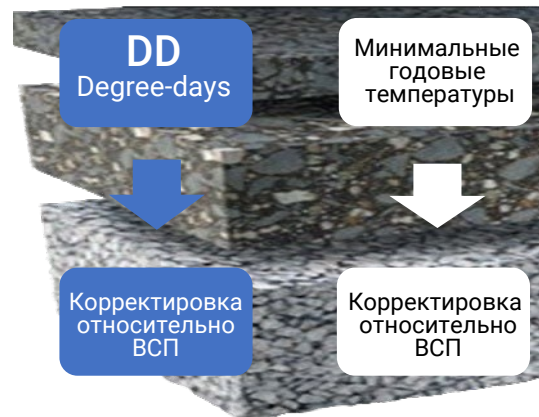 DD
Degree-days
Минимальные
годовые
температуры
Корректировка
относительно
ВСП
Корректировка
относительно
ВСП